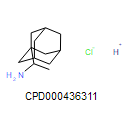 Cl⁻
H⁺
H₂N
CPD000436311